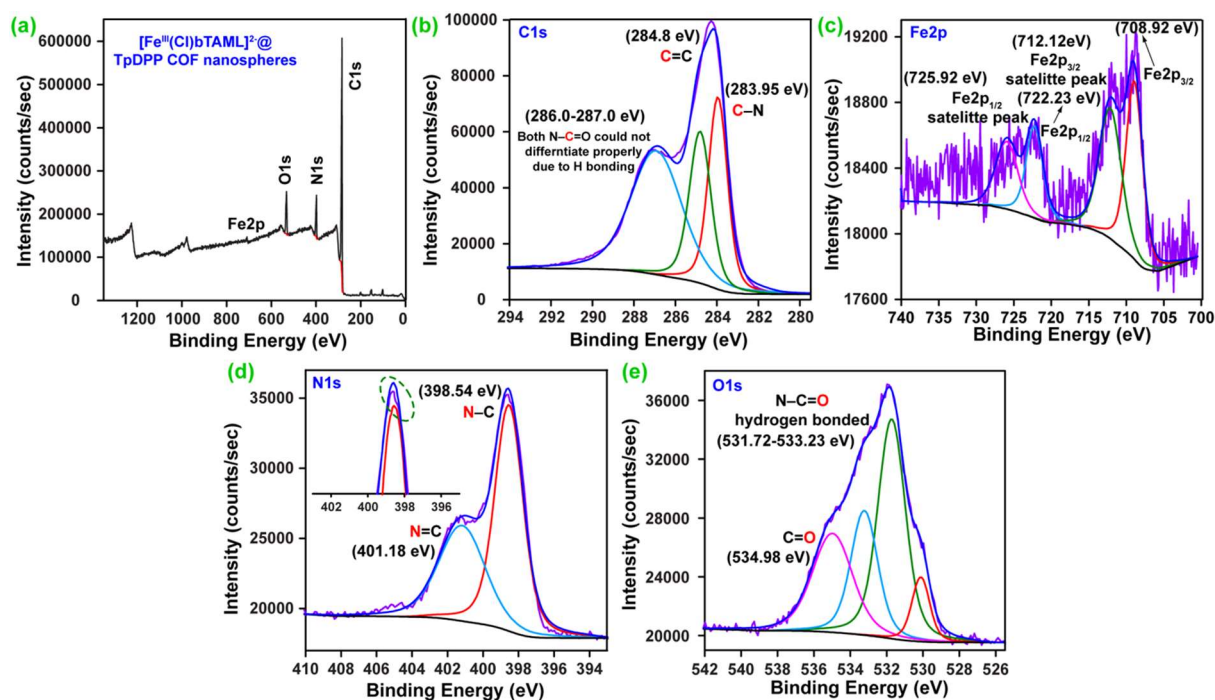 (a)
[Feᴵᴵᴵ(Cl)bTAML]²⁻@
TpDPP COF nanospheres
600000
500000
400000
300000
200000
100000
0
Intensity (counts/sec)
Fe2p
O1s
N1s
C1s
1200 1000 800 600 400 200 0
Binding Energy (eV)
(b)
C1s
100000
80000
60000
40000
20000
0
Intensity (counts/sec)
(284.8 eV)
C=C
(283.95 eV)
C–N
(286.0-287.0 eV)
Both N–C=O could not
differntiate properly
due to H bonding
294 292 290 288 286 284 282 280
Binding Energy (eV)
(c)
Fe2p
19200
18800
18400
18000
17600
Intensity (counts/sec)
(708.92 eV)
Fe2p3/2
(712.12eV)
Fe2p3/2
satelitte peak
(725.92 eV)
Fe2p1/2
satelitte peak
(722.23 eV)
Fe2p1/2
740 735 730 725 720 715 710 705 700
Binding Energy (eV)
(d)
N1s
35000
30000
25000
20000
Intensity (counts/sec)
(398.54 eV)
N–C
402 400 398 396
N=C
(401.18 eV)
410 408 406 404 402 400 398 396 394
Binding Energy (eV)
(e)
O1s
36000
32000
28000
24000
20000
Intensity (counts/sec)
N–C=O
hydrogen bonded
(531.72-533.23 eV)
C=O
(534.98 eV)
542 540 538 536 534 532 530 528 526
Binding Energy (eV)